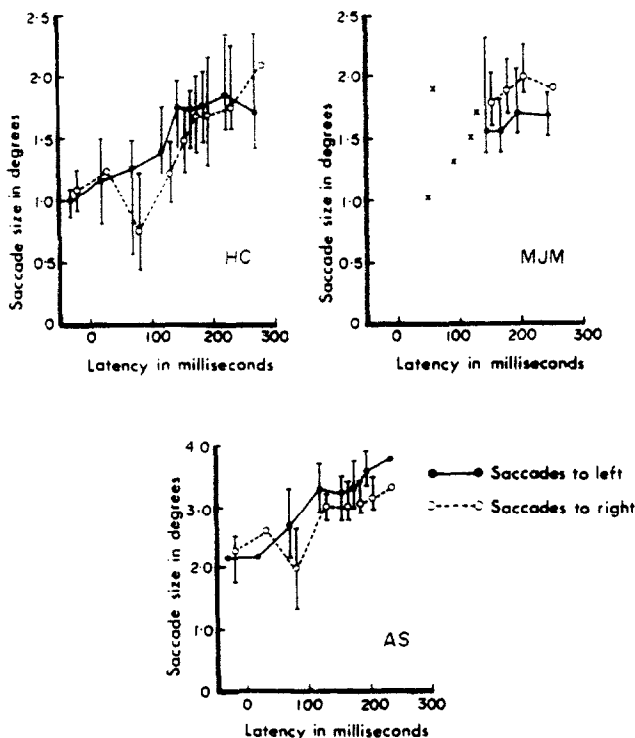 2·5
2·0
1·5
1·0
0·5
0
Saccade size in degrees
HC
0 100 200 300
Latency in milliseconds
2·5
2·0
1·5
1·0
0·5
0
Saccade size in degrees
MJM
0 100 200 300
Latency in milliseconds
4·0
3·0
2·0
1·0
0
Saccade size in degrees
AS
0 100 200 300
Latency in milliseconds
Saccades to left
Saccades to right